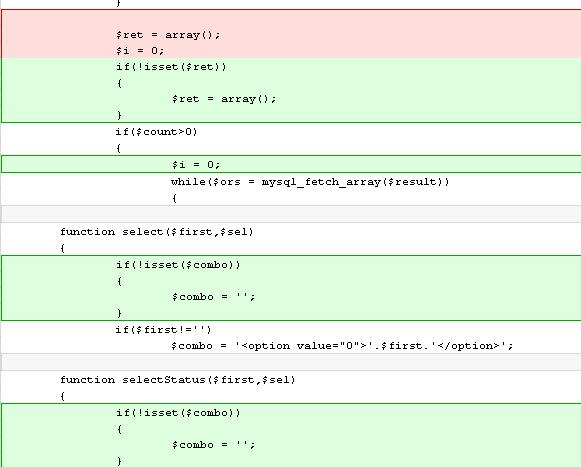 }
$ret = array();
$i = 0;
if(!isset($ret))
{
$ret = array();
}
if($count>0)
{
$i = 0;
while($ors = mysql_fetch_array($result))
{
function select($first,$sel)
{
if(!isset($combo))
{
$combo = '';
}
if($first!='')
$combo = '<option value="0">'.$first.'</option>';
function selectStatus($first,$sel)
{
if(!isset($combo))
{
$combo = '';
}